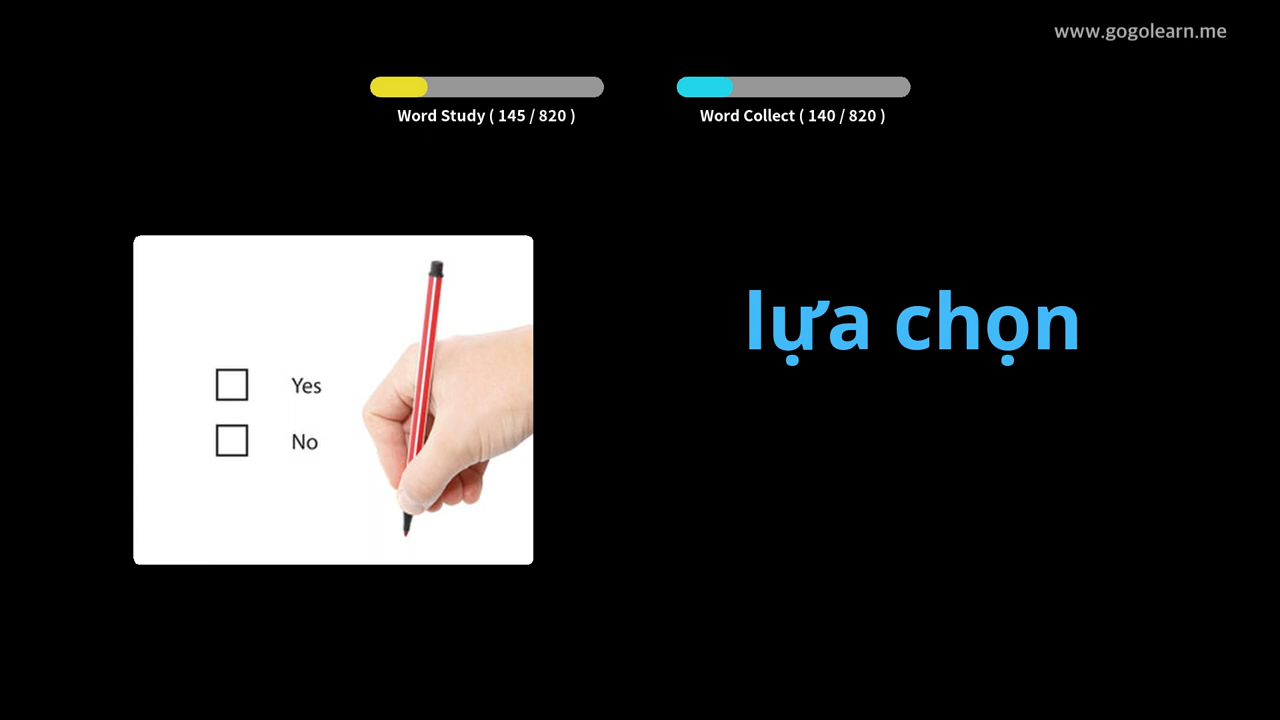 www.gogolearn.me
Word Study ( 145 / 820 )
Word Collect ( 140 / 820 )
Yes
No
lựa chọn